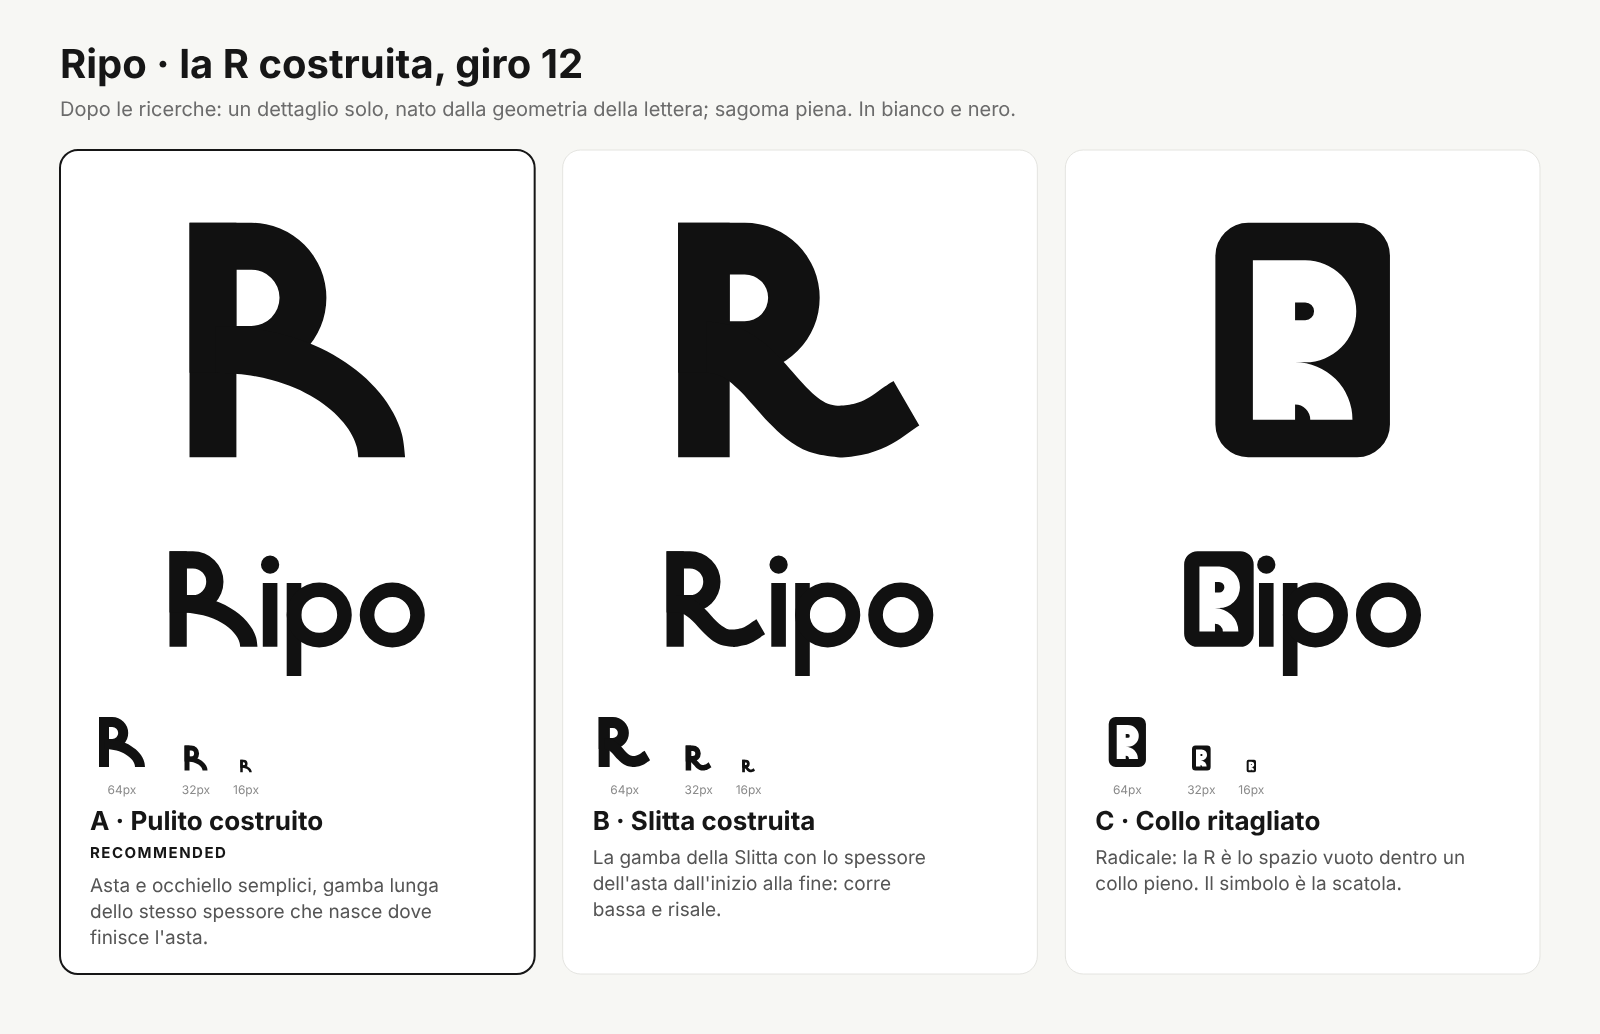 Ripo · la R costruita, giro 12
Dopo le ricerche: un dettaglio solo, nato dalla geometria della lettera; sagoma piena. In bianco e nero.
R
Ripo
R R R
64px 32px 16px
A · Pulito costruito
RECOMMENDED
Asta e occhiello semplici, gamba lunga
dello stesso spessore che nasce dove
finisce l'asta.
R
Ripo
R R R
64px 32px 16px
B · Slitta costruita
La gamba della Slitta con lo spessore
dell'asta dall'inizio alla fine: corre
bassa e risale.
R
Ripo
R R R
64px 32px 16px
C · Collo ritagliato
Radicale: la R è lo spazio vuoto dentro un
collo pieno. Il simbolo è la scatola.